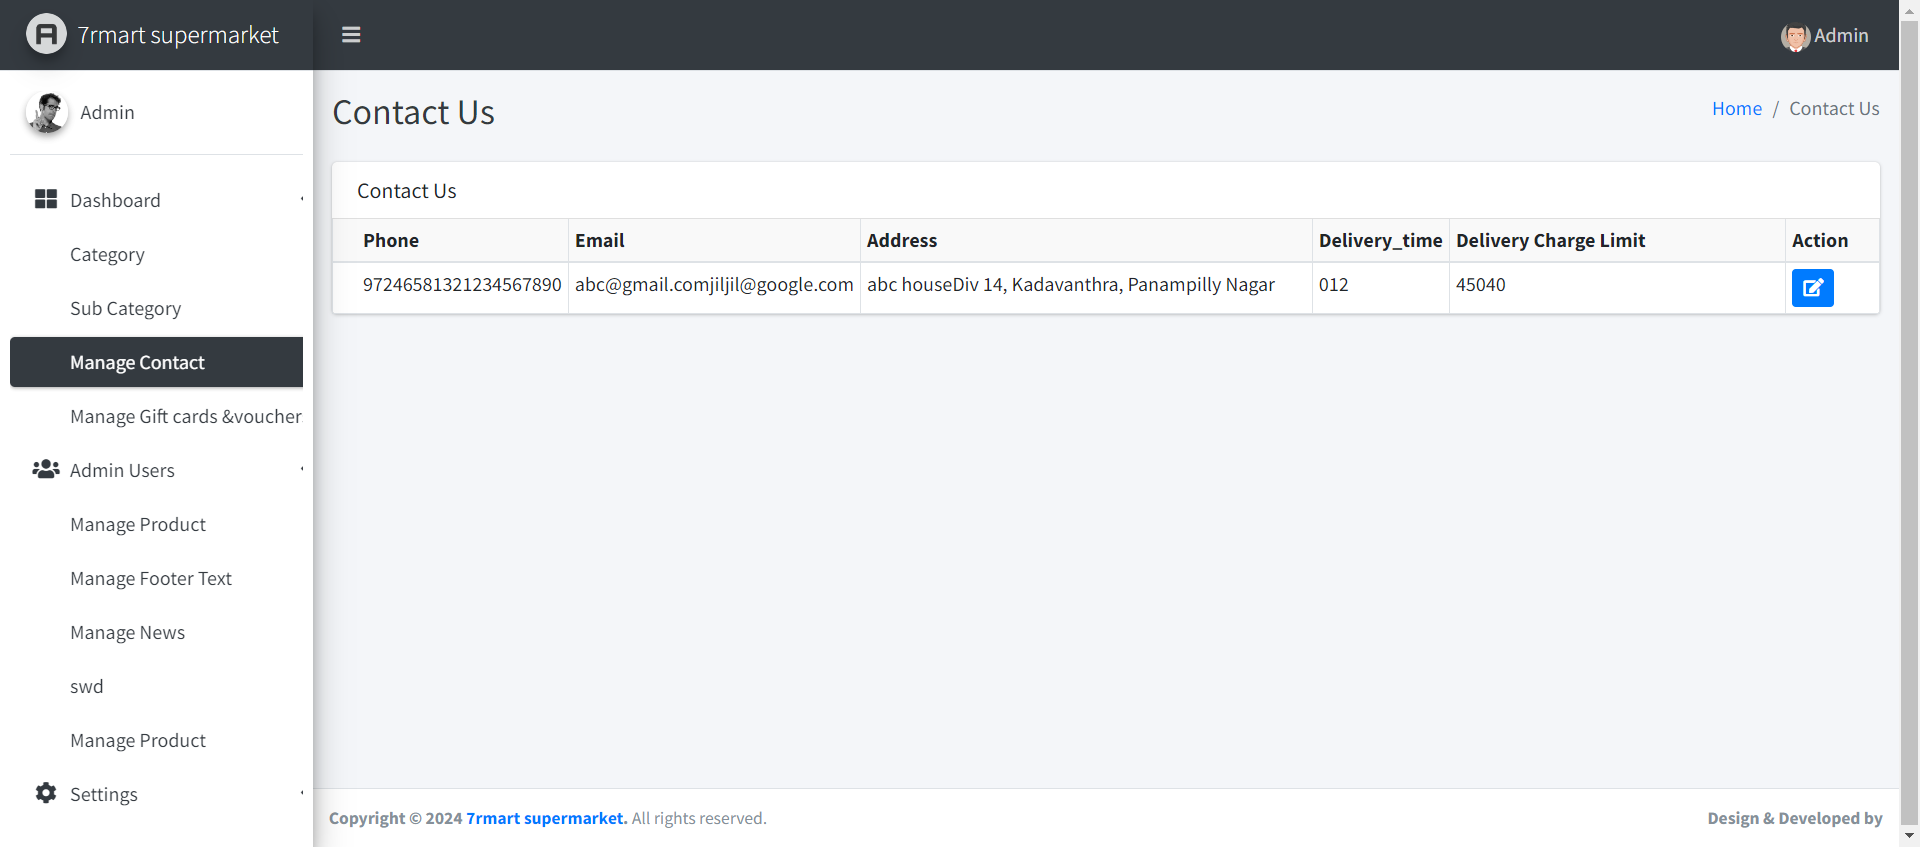 7rmart supermarket
Admin
Admin
Contact Us
Home / Contact Us
Dashboard
Category
Sub Category
Manage Contact
Manage Gift cards &voucher
Admin Users
Manage Product
Manage Footer Text
Manage News
swd
Manage Product
Settings
Contact Us
Phone Email Address Delivery_time Delivery Charge Limit Action
97246581321234567890 abc@gmail.comjiljil@google.com abc houseDiv 14, Kadavanthra, Panampilly Nagar 012 45040
Copyright © 2024 7rmart supermarket. All rights reserved.
Design & Developed by